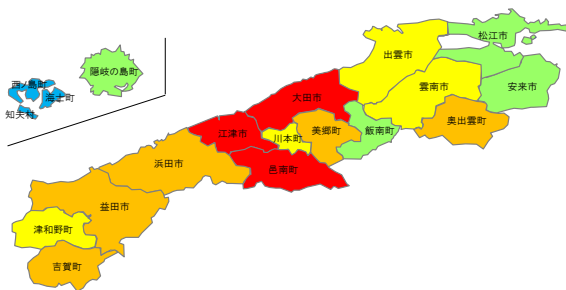 松江市
出雲市
西ノ島町
隠岐の島町
海士町
知夫村
大田市
雲南市
安来市
奥出雲町
江津市
川本町
美郷町
飯南町
浜田市
邑南町
益田市
津和野町
吉賀町